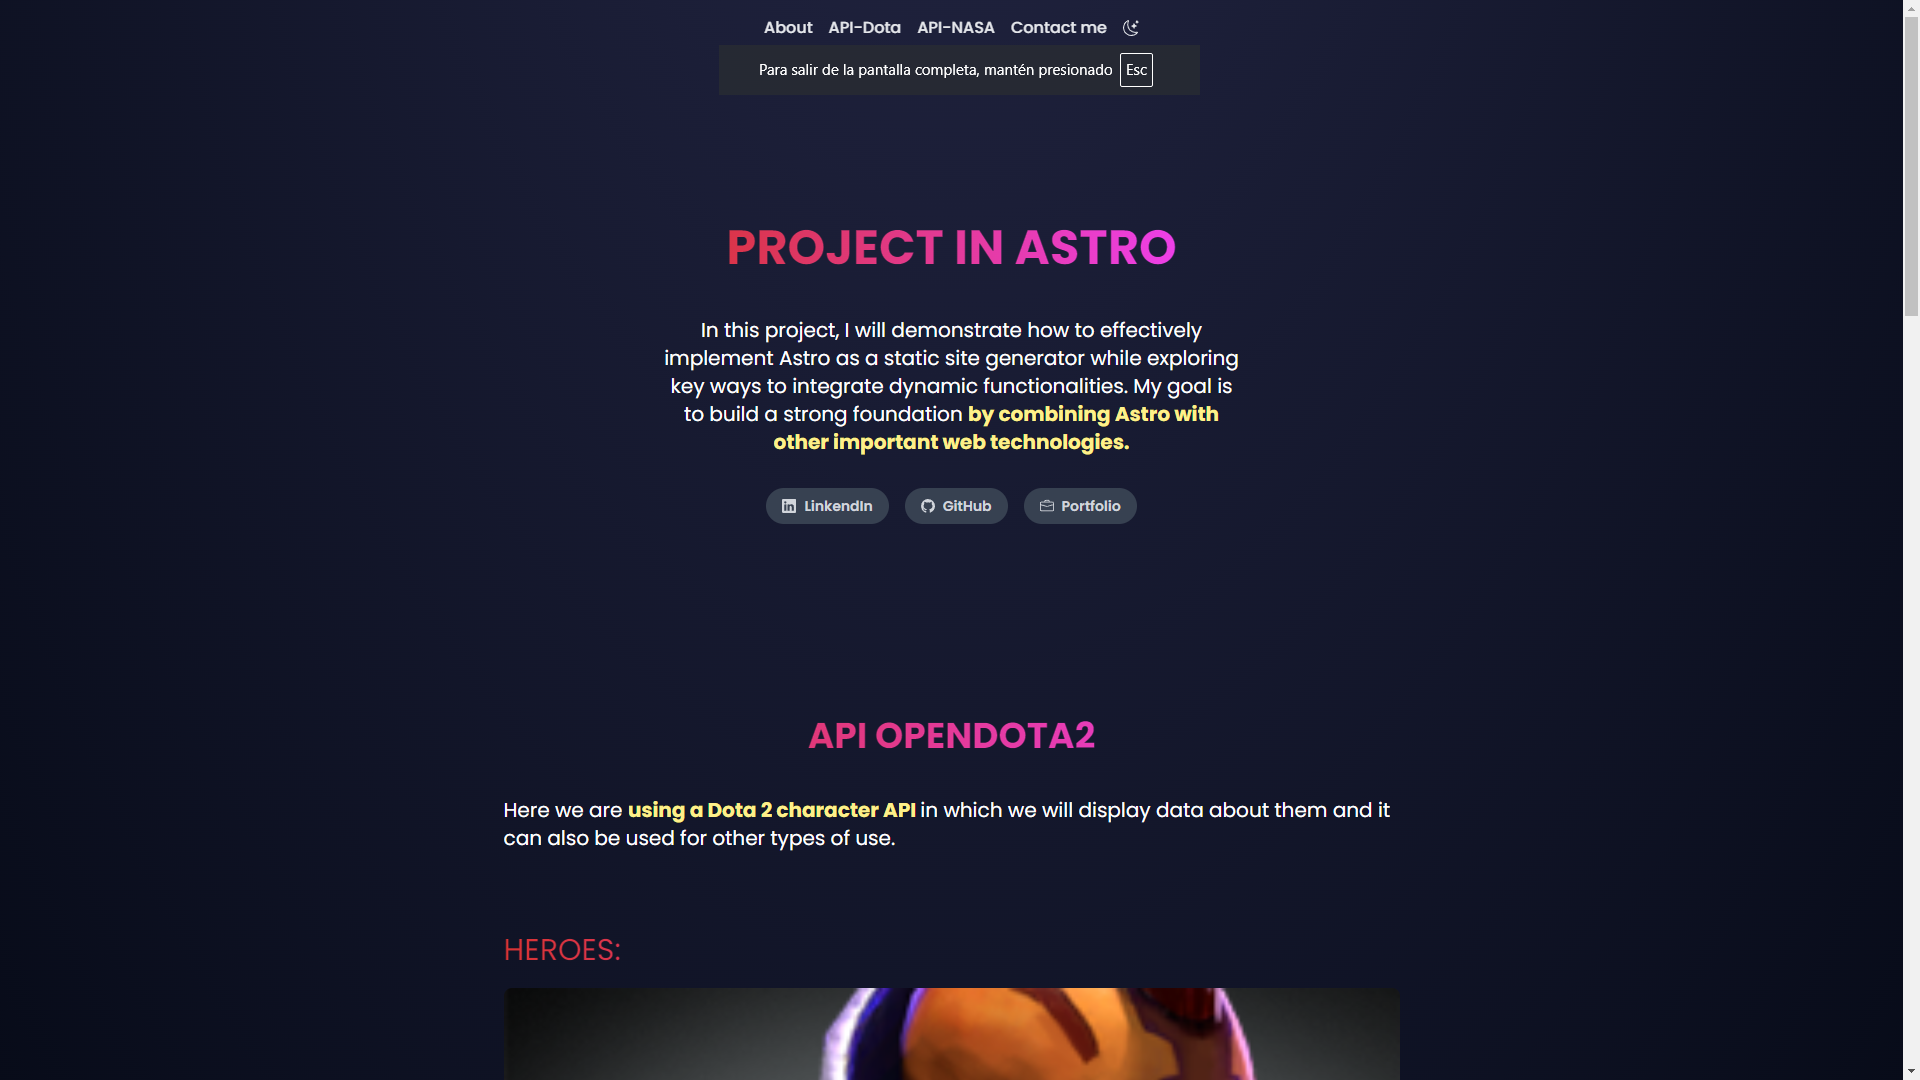 About API-Dota API-NASA Contact me
Para salir de la pantalla completa, mantén presionado Esc
PROJECT IN ASTRO
In this project, I will demonstrate how to effectively
implement Astro as a static site generator while exploring
key ways to integrate dynamic functionalities. My goal is
to build a strong foundation by combining Astro with
other important web technologies.
LinkendIn GitHub Portfolio
API OPENDOTA2
Here we are using a Dota 2 character API in which we will display data about them and it
can also be used for other types of use.
HEROES: